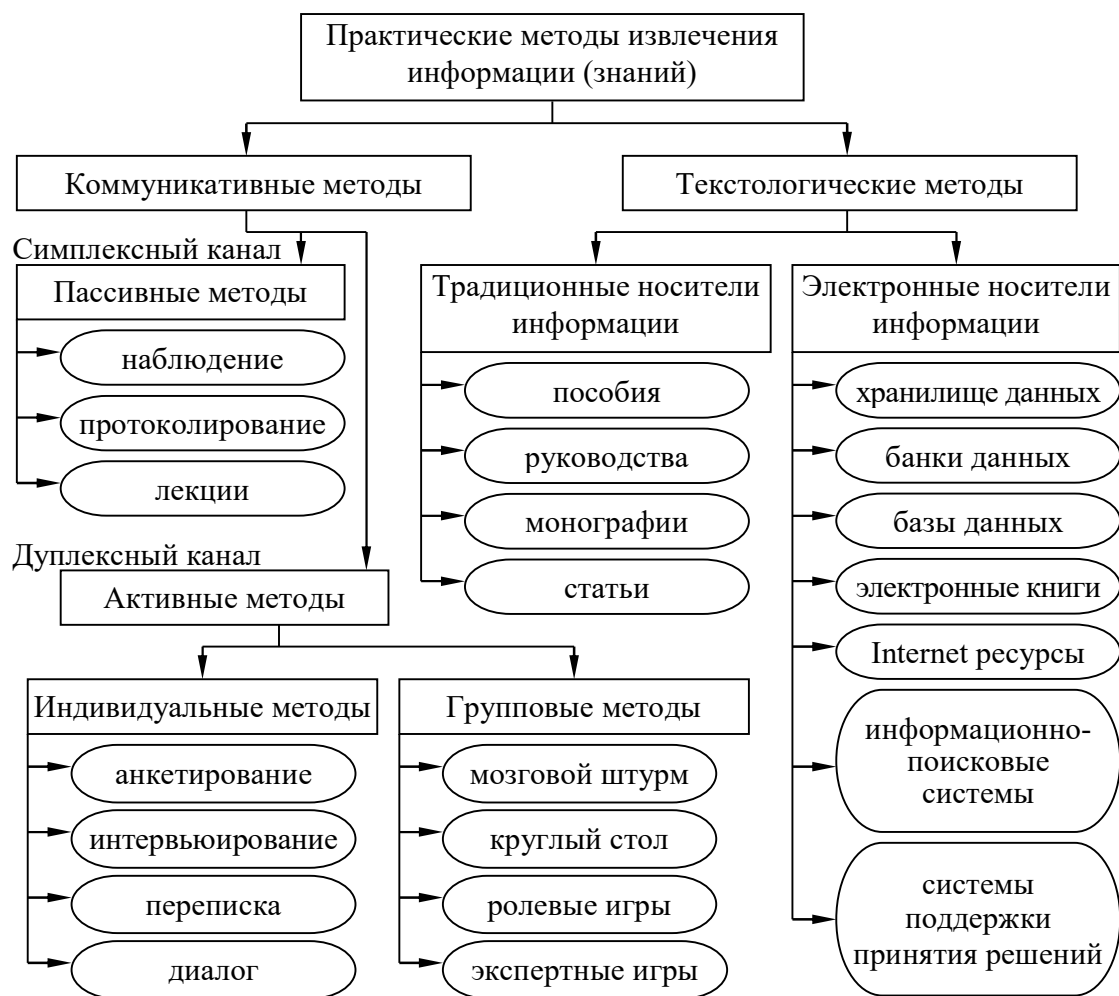 Практические методы извлечения
информации (знаний)
Коммуникативные методы
Текстологические методы
Симплексный канал
Пассивные методы
наблюдение
протоколирование
лекции
Дуплексный канал
Активные методы
Индивидуальные методы
анкетирование
интервьюирование
переписка
диалог
Групповые методы
мозговой штурм
круглый стол
ролевые игры
экспертные игры
Традиционные носители
информации
пособия
руководства
монографии
статьи
Электронные носители
информации
хранилище данных
банки данных
базы данных
электронные книги
Internet ресурсы
информационно-
поисковые
системы
системы
поддержки
принятия решений